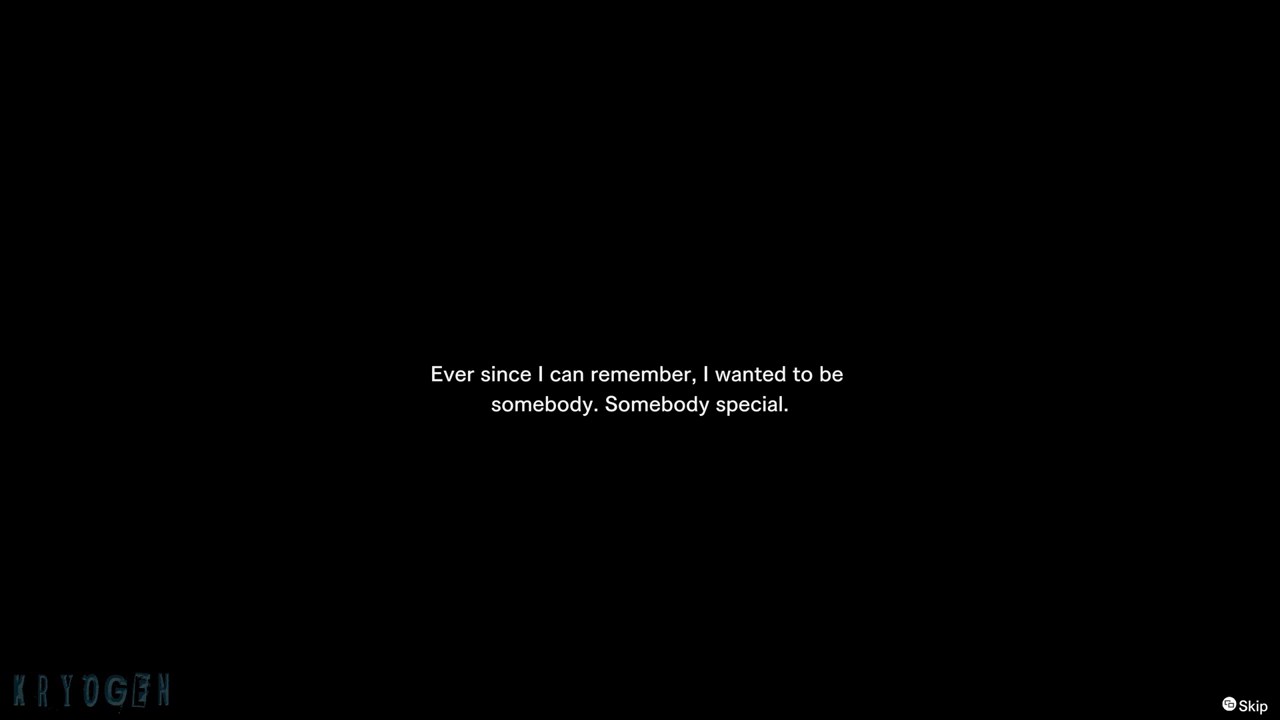 Ever since I can remember, I wanted to be
somebody. Somebody special.
KRYOGEN
Skip